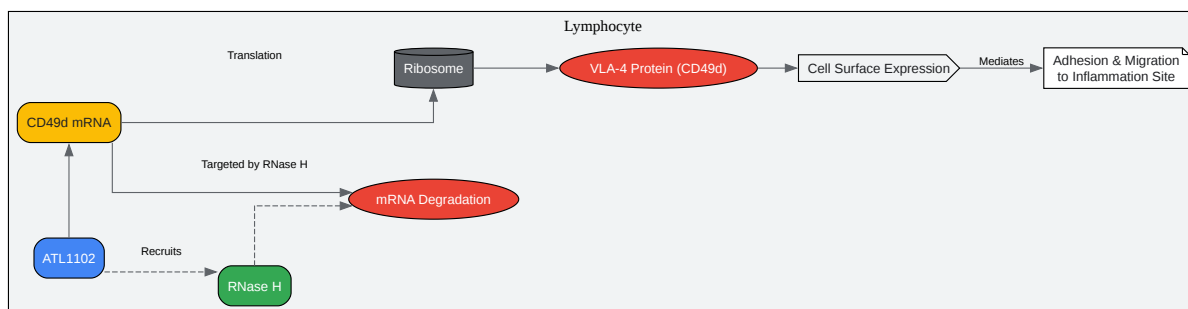 Lymphocyte
Translation
Ribosome
VLA-4 Protein (CD49d)
Cell Surface Expression
Mediates
Adhesion & Migration
to Inflammation Site
CD49d mRNA
Targeted by RNase H
mRNA Degradation
ATL1102
Recruits
RNase H